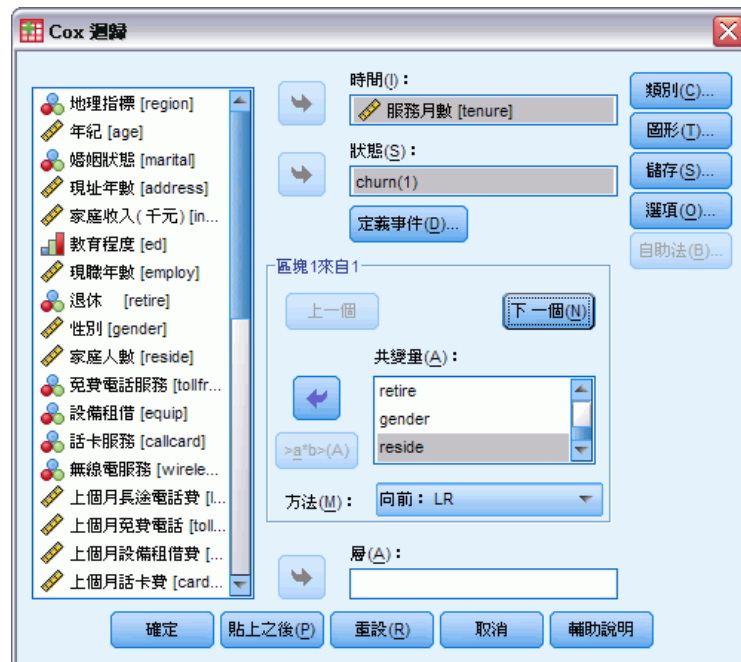 Cox 迴歸
地理指標 [region]
年紀 [age]
婚姻狀態 [marital]
現址年數 [address]
家庭收入(千元) [in...
教育程度 [ed]
現職年數 [employ]
退休 [retire]
性別 [gender]
家庭人數 [reside]
免費電話服務 [tollfr...
設備租借 [equip]
話卡服務 [callcard]
無線電服務 [wirele...
上個月長途電話費 [l...
上個月免費電話 [toll...
上個月設備租借費 [...
上個月話卡費 [card...
時間(I)：
服務月數 [tenure]
狀態(S)：
churn(1)
定義事件(D)...
區塊1來自1
上一個
下一個(N)
共變量(A)：
retire
gender
reside
>a*b>(A)
方法(M)：
向前：LR
層(A)：
類別(C)...
圖形(T)...
儲存(S)...
選項(O)...
自助法(B)...
確定
貼上之後(P)
重設(R)
取消
輔助說明